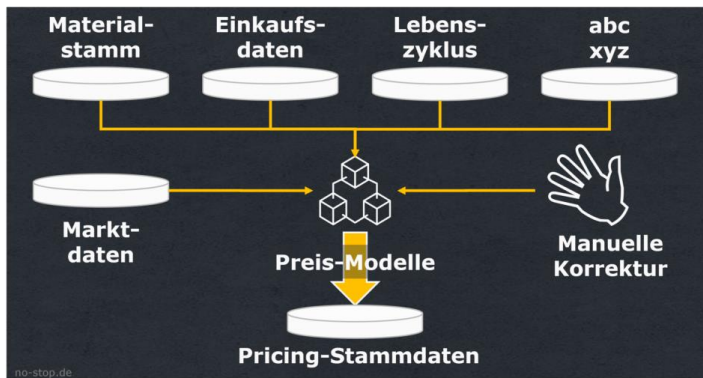 Material-
stamm
Einkaufs-
daten
Lebens-
zyklus
abc
xyz
Markt-
daten
Preis-Modelle
Manuelle
Korrektur
Pricing-Stammdaten
no-stop.de